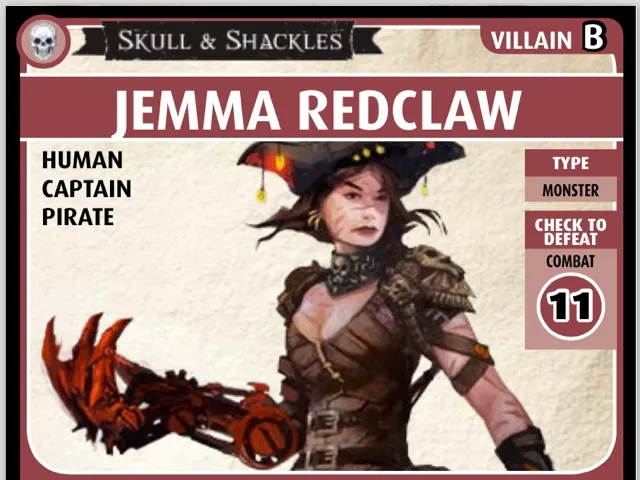 SKULL & SHACKLES
VILLAIN B
JEMMA REDCLAW
HUMAN
CAPTAIN
PIRATE
TYPE
MONSTER
CHECK TO
DEFEAT
COMBAT
11